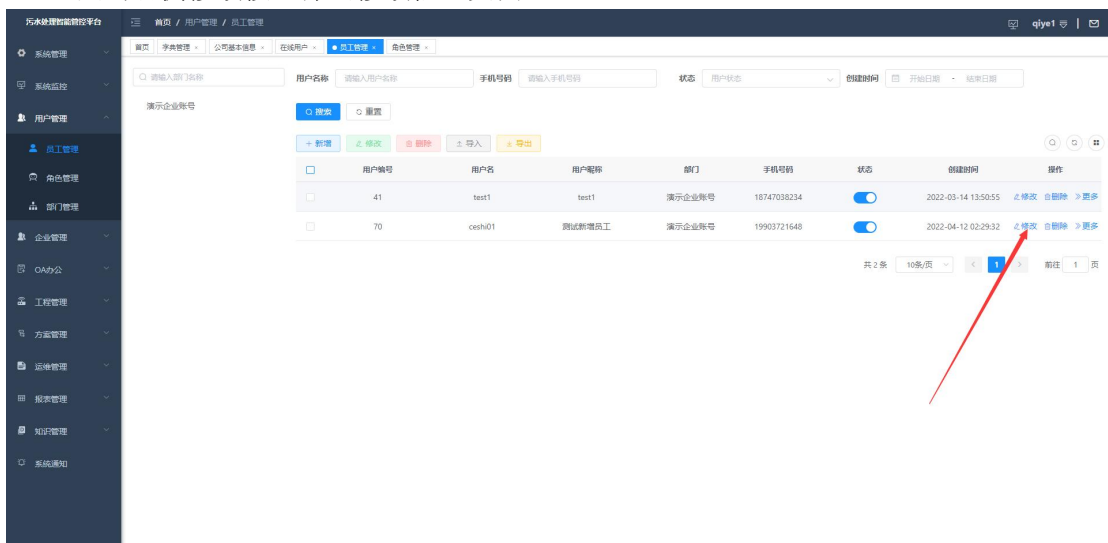 污水处理智能管控平台
首页 / 用户管理 / 员工管理
qiye1
首页 字典管理 × 公司基本信息 × 在线用户 × 员工管理 × 角色管理 ×
系统管理
系统监控
用户管理
员工管理
角色管理
部门管理
企业管理
OA办公
工程管理
方案管理
运维管理
报表管理
知识管理
系统通知
请输入部门名称
演示企业账号
用户名称 请输入用户名称 手机号码 请输入手机号码 状态 用户状态 创建时间 开始日期 - 结束日期
搜索 重置
+ 新增 修改 删除 导入 导出
用户编号 用户名 用户昵称 部门 手机号码 状态 创建时间 操作
41 test1 test1 演示企业账号 18747038234 2022-03-14 13:50:55 修改 删除 更多
70 ceshi01 测试新增员工 演示企业账号 19903721648 2022-04-12 02:29:32 修改 删除 更多
共 2 条 10条/页 < 1 > 前往 1 页